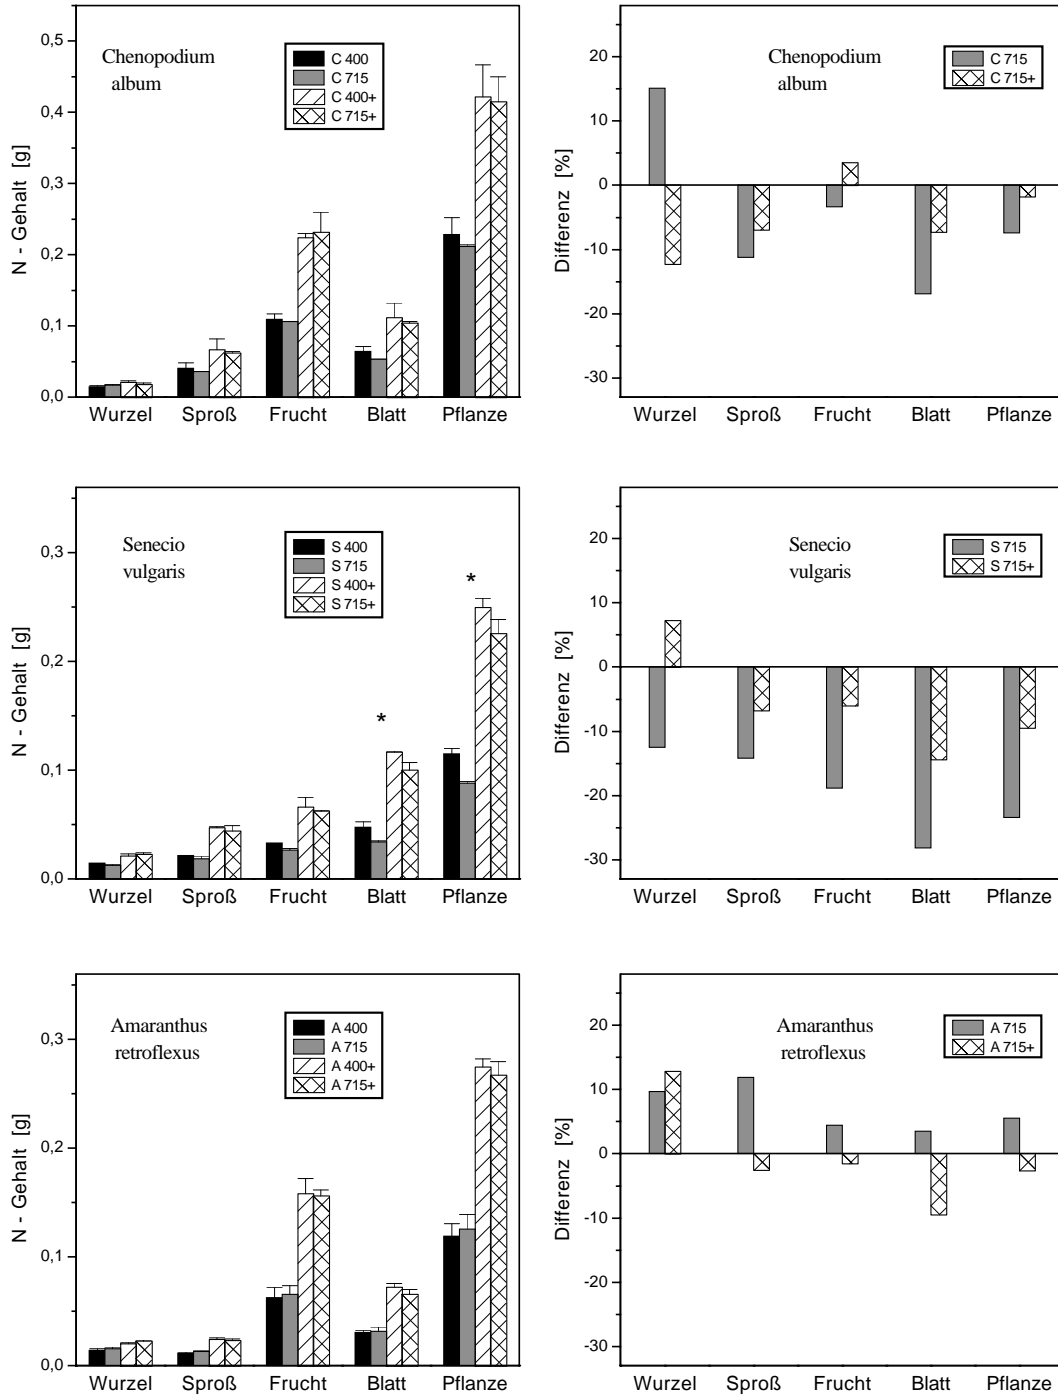 0,5
0,4
0,3
0,2
0,1
0,0
N - Gehalt [g]
Chenopodium
album
C 400
C 715
C 400+
C 715+
Wurzel Sproß Frucht Blatt Pflanze
20
10
0
-10
-20
-30
Differenz [%]
Chenopodium
album
C 715
C 715+
Wurzel Sproß Frucht Blatt Pflanze
0,3
0,2
0,1
0,0
N - Gehalt [g]
Senecio
vulgaris
S 400
S 715
S 400+
S 715+
*
*
Wurzel Sproß Frucht Blatt Pflanze
20
10
0
-10
-20
-30
Differenz [%]
Senecio
vulgaris
S 715
S 715+
Wurzel Sproß Frucht Blatt Pflanze
0,3
0,2
0,1
0,0
N - Gehalt [g]
Amaranthus
retroflexus
A 400
A 715
A 400+
A 715+
Wurzel Sproß Frucht Blatt Pflanze
20
10
0
-10
-20
-30
Differenz [%]
Amaranthus
retroflexus
A 715
A 715+
Wurzel Sproß Frucht Blatt Pflanze